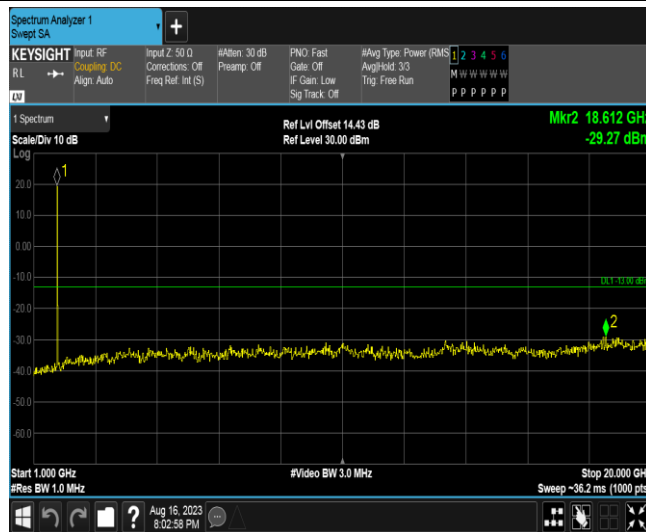 Spectrum Analyzer 1
Swept SA
+
KEYSIGHT
RL
LXI
Input: RF
Coupling: DC
Align: Auto
Input Z: 50 Ω
Corrections: Off
Freq Ref: Int (S)
#Atten: 30 dB
Preamp: Off
PNO: Fast
Gate: Off
IF Gain: Low
Sig Track: Off
#Avg Type: Power (RMS
Avg|Hold: 3/3
Trig: Free Run
1 2 3 4 5 6
M W W W W W
P P P P P P
1 Spectrum
Scale/Div 10 dB
Log
Ref Lvl Offset 14.43 dB
Ref Level 30.00 dBm
Mkr2 18.612 GHz
-29.27 dBm
1
20.0
10.0
0.00
-10.0
DL1 -13.00 dBm
-20.0
2
-30.0
-40.0
-50.0
-60.0
Start 1.000 GHz
#Res BW 1.0 MHz
#Video BW 3.0 MHz
Stop 20.000 GHz
Sweep ~36.2 ms (1000 pts
?
Aug 16, 2023
8:02:58 PM